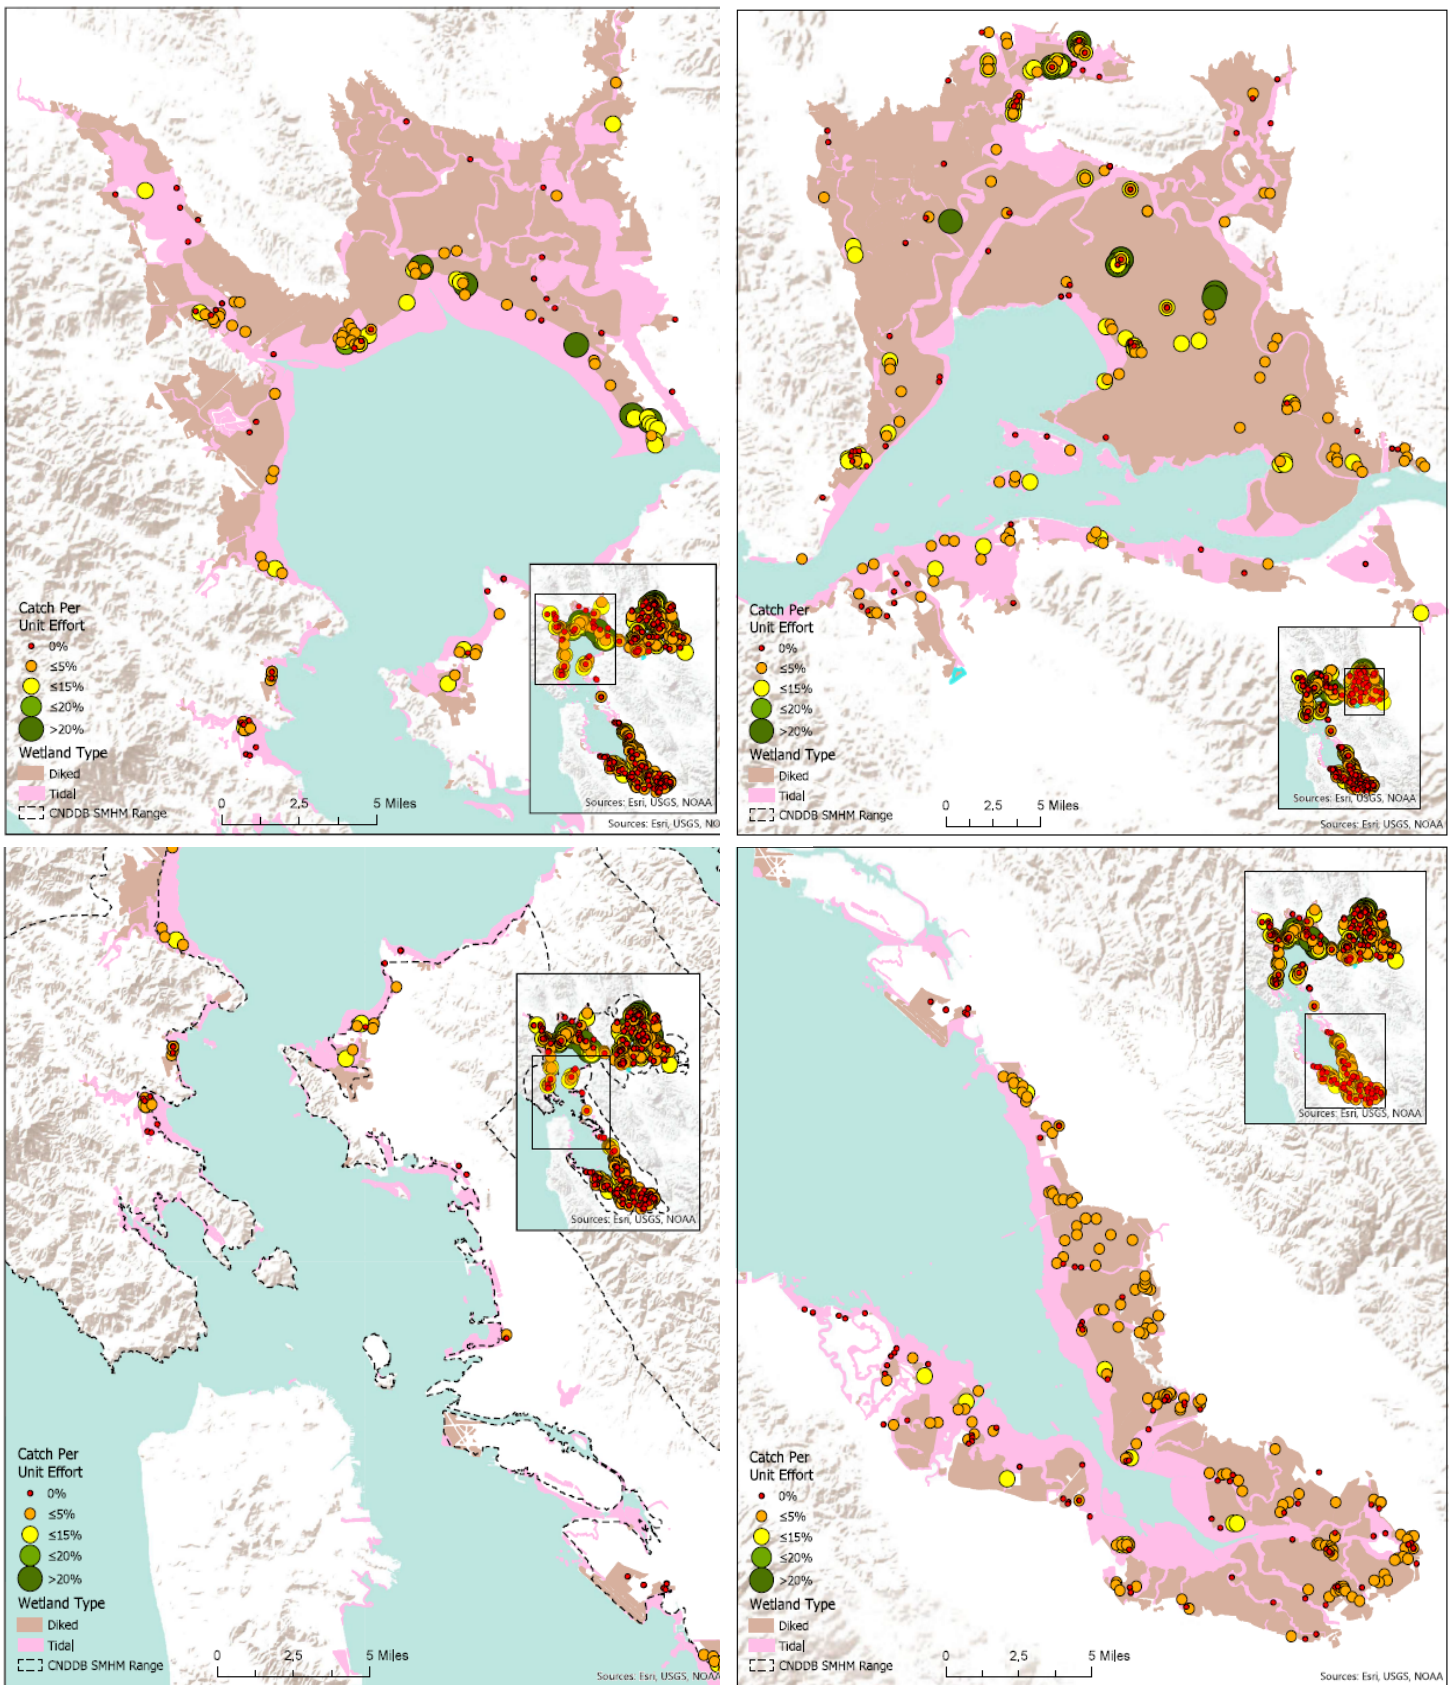 Catch Per
Unit Effort
0%
≤5%
≤15%
≤20%
>20%
Wetland Type
Diked
Tidal
CNDDB SMHM Range
0 2,5 5 Miles
Sources: Esri, USGS, NOAA
Sources: Esri, USGS, NO
Catch Per
Unit Effort
0%
≤5%
≤15%
≤20%
>20%
Wetland Type
Diked
Tidal
CNDDB SMHM Range
0 2,5 5 Miles
Sources: Esri, USGS, NOAA
Sources: Esri, USGS, NOAA
Catch Per
Unit Effort
0%
≤5%
≤15%
≤20%
>20%
Wetland Type
Diked
Tidal
CNDDB SMHM Range
0 2,5 5 Miles
Sources: Esri, USGS, NOAA
Sources: Esri, USGS, NOAA
Catch Per
Unit Effort
0%
≤5%
≤15%
≤20%
>20%
Wetland Type
Diked
Tidal
CNDDB SMHM Range
0 2,5 5 Miles
Sources: Esri, USGS, NOAA
Sources: Esri, USGS, NOAA